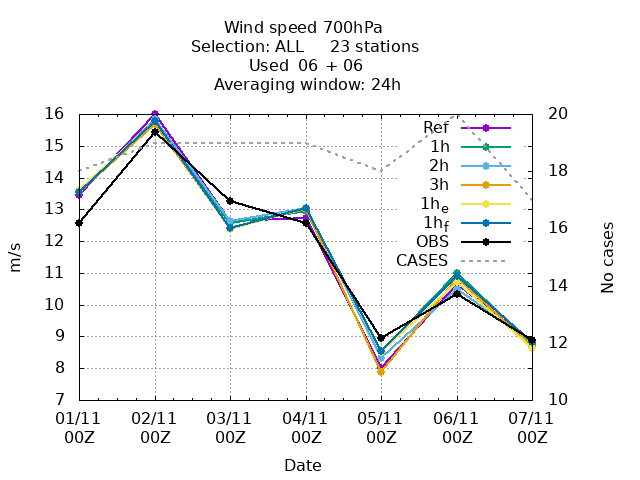 Wind speed 700hPa
Selection: ALL     23 stations
Used  06 + 06
Averaging window: 24h
16
15
14
13
12
11
10
9
8
7
m/s
20
18
16
14
12
10
No cases
Ref
1h
2h
3h
1he
1hf
OBS
CASES
01/11 02/11 03/11 04/11 05/11 06/11 07/11
00Z 00Z 00Z 00Z 00Z 00Z 00Z
Date